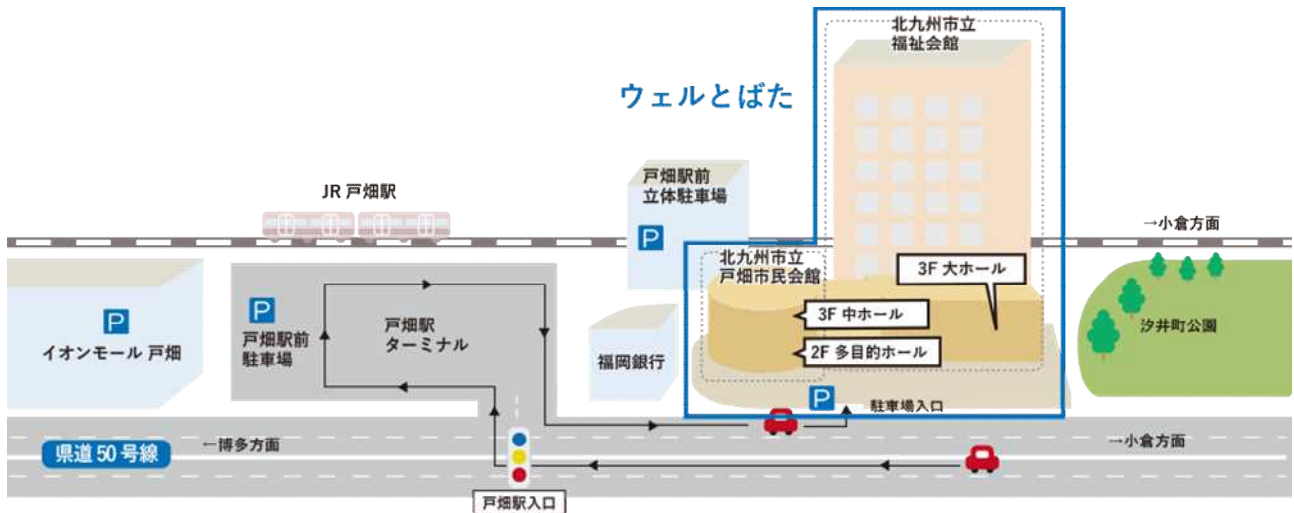 北九州市立
福祉会館
ウェルとばた
戸畑駅前
立体駐車場
P
JR 戸畑駅
→小倉方面
北九州市立
戸畑市民会館
3F 大ホール
3F 中ホール
2F 多目的ホール
P
イオンモール 戸畑
P
戸畑駅前
駐車場
戸畑駅
ターミナル
福岡銀行
汐井町公園
P
駐車場入口
県道 50 号線
←博多方面
→小倉方面
戸畑駅入口